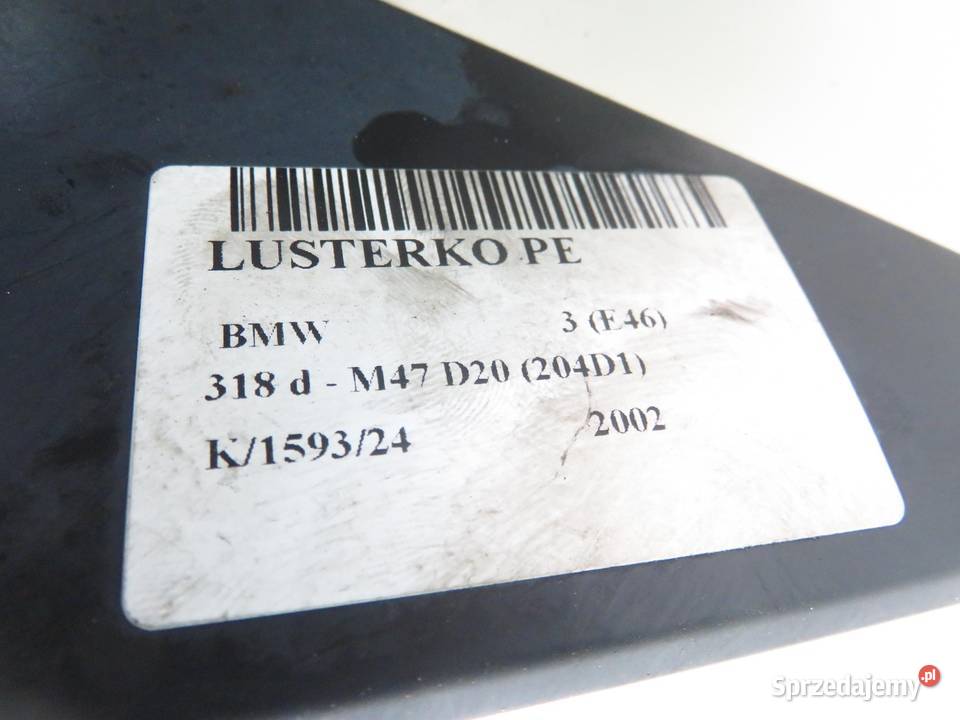 LUSTERKO PE
BMW 3 (E46)
318 d - M47 D20 (204D1)
K/1593/24 2002
Sprzedajemy.pl